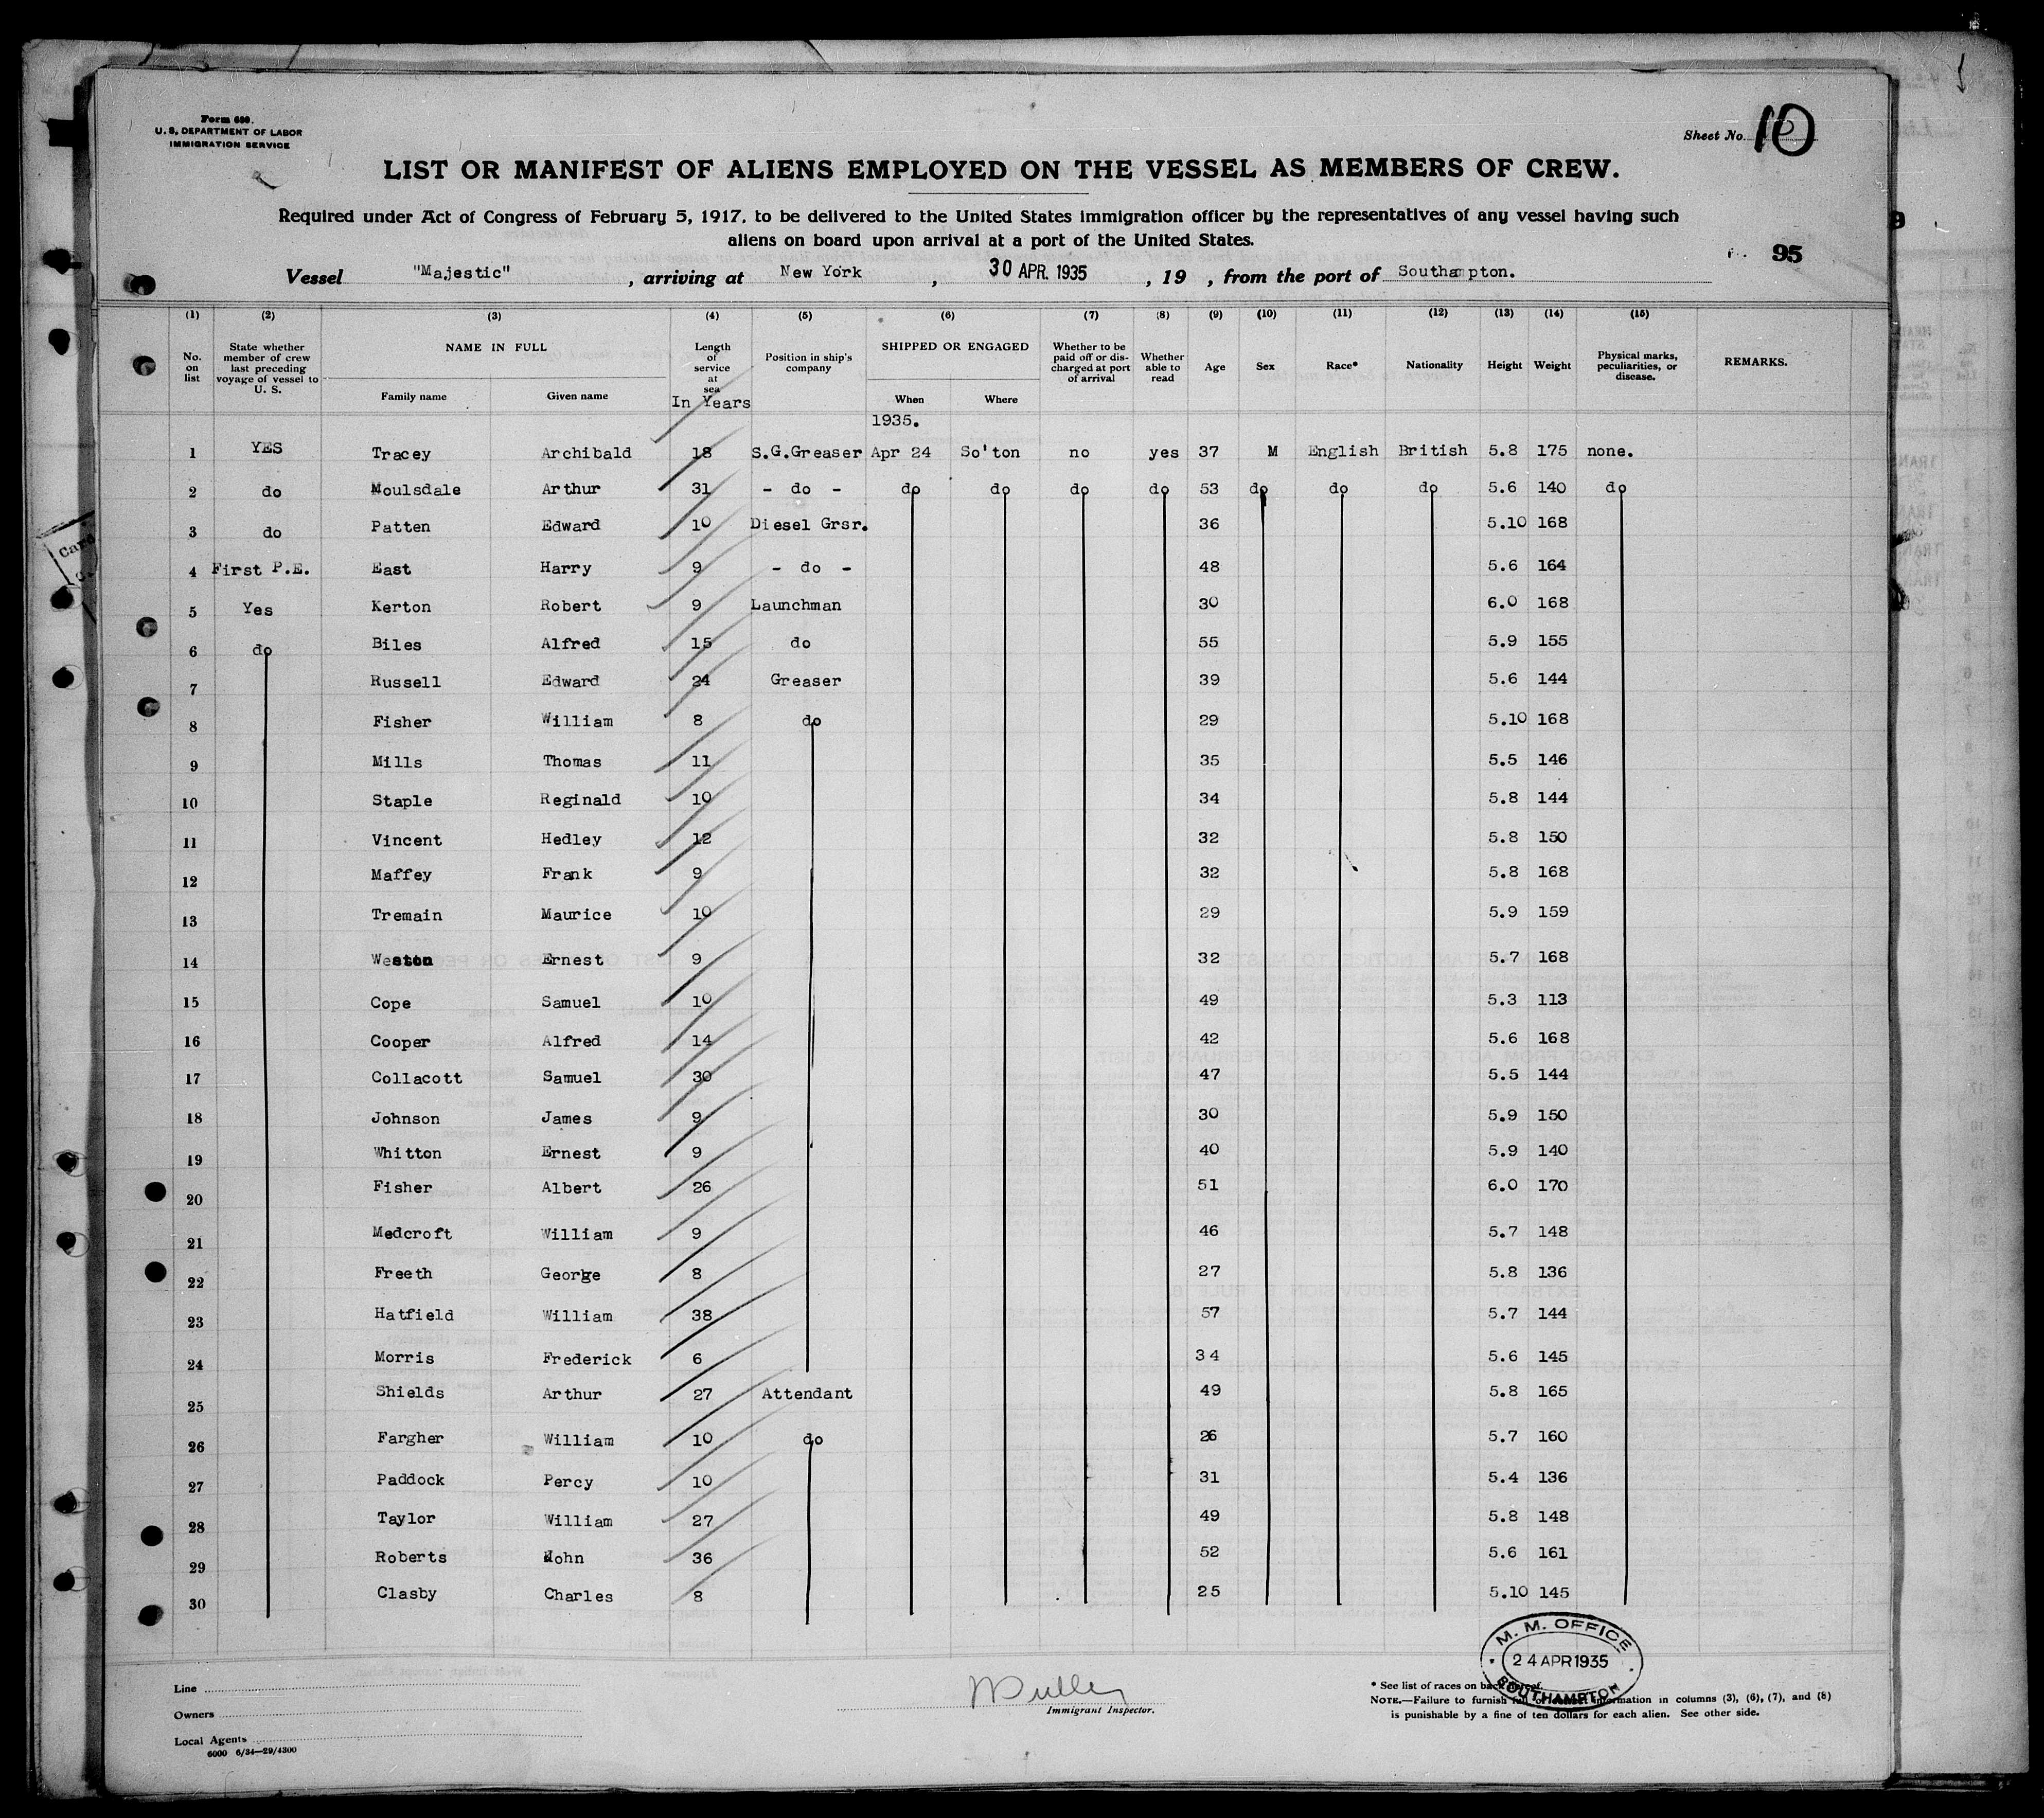 Form 680.
U. S. DEPARTMENT OF LABOR
IMMIGRATION SERVICE
Sheet No. 10
LIST OR MANIFEST OF ALIENS EMPLOYED ON THE VESSEL AS MEMBERS OF CREW.
Required under Act of Congress of February 5, 1917, to be delivered to the United States immigration officer by the representatives of any vessel having such
aliens on board upon arrival at a port of the United States.
95
Vessel "Majestic" , arriving at New York , 30 APR. 1935 , 19 , from the port of Southampton.
(1) (2) (3) (4) (5) (6) (7) (8) (9) (10) (11) (12) (13) (14) (15)
No. on list State whether member of crew last preceding voyage of vessel to U. S. NAME IN FULL Family name Given name Length of service at sea In Years Position in ship's company SHIPPED OR ENGAGED When Where Whether to be paid off or discharged at port of arrival Whether able to read Age Sex Race* Nationality Height Weight Physical marks, peculiarities, or disease. REMARKS.
1935.
1 YES Tracey Archibald 18 S.G.Greaser Apr 24 So'ton no yes 37 M English British 5.8 175 none.
2 do Moulsdale Arthur 31 - do - do do do do 53 do do do 5.6 140 do
3 do Patten Edward 10 Diesel Grsr. 36 5.10 168
4 First P.E. East Harry 9 - do - 48 5.6 164
5 Yes Kerton Robert 9 Launchman 30 6.0 168
6 do Biles Alfred 15 do 55 5.9 155
7 Russell Edward 24 Greaser 39 5.6 144
8 Fisher William 8 do 29 5.10 168
9 Mills Thomas 11 35 5.5 146
10 Staple Reginald 10 34 5.8 144
11 Vincent Hedley 12 32 5.8 150
12 Maffey Frank 9 32 5.8 168
13 Tremain Maurice 10 29 5.9 159
14 Weston Ernest 9 32 5.7 168
15 Cope Samuel 10 49 5.3 113
16 Cooper Alfred 14 42 5.6 168
17 Collacott Samuel 30 47 5.5 144
18 Johnson James 9 30 5.9 150
19 Whitton Ernest 9 40 5.9 140
20 Fisher Albert 26 51 6.0 170
21 Medcroft William 9 46 5.7 148
22 Freeth George 8 27 5.8 136
23 Hatfield William 38 57 5.7 144
24 Morris Frederick 6 34 5.6 145
25 Shields Arthur 27 Attendant 49 5.8 165
26 Fargher William 10 do 26 5.7 160
27 Paddock Percy 10 31 5.4 136
28 Taylor William 27 49 5.8 148
29 Roberts John 36 52 5.6 161
30 Clasby Charles 8 25 5.10 145
M. M. OFFICE
24 APR 1935
SOUTHAMPTON
Line
Owners
Local Agents
6000 6/34—29/4300
Immigrant Inspector.
* See list of races on back hereof.
NOTE.—Failure to furnish full or correct information in columns (3), (6), (7), and (8)
is punishable by a fine of ten dollars for each alien. See other side.